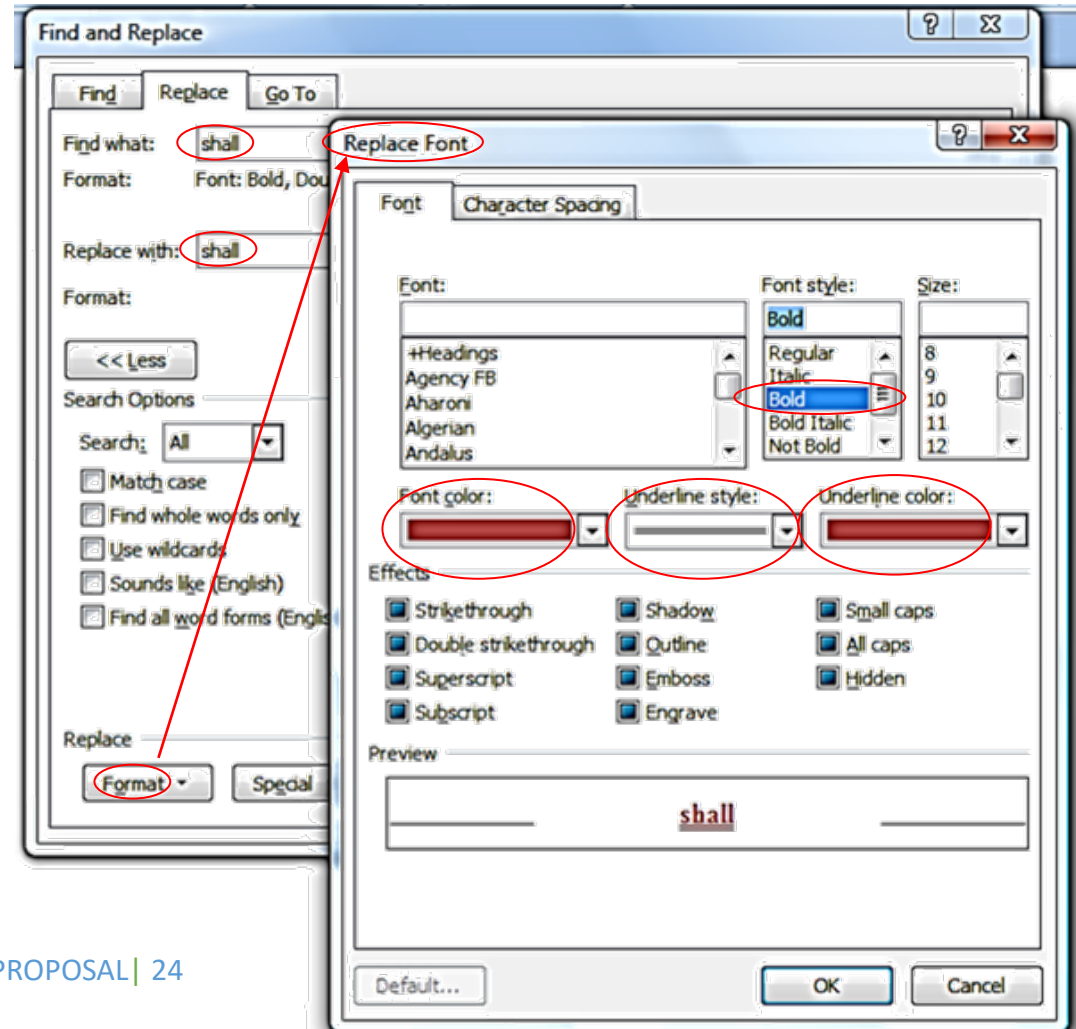 Find and Replace
Find Replace Go To
Find what: shall
Format: Font: Bold, Dou
Replace with: shall
Format:
<< Less
Search Options
Search: All
Match case
Find whole words only
Use wildcards
Sounds like (English)
Find all word forms (Englis
Replace
Format Special
Replace Font
Font Character Spacing
Font: Font style: Size:
Bold
+Headings Regular 8
Agency FB Italic 9
Aharoni Bold 10
Algerian Bold Italic 11
Andalus Not Bold 12
Font color: Underline style: Underline color:
Effects
Strikethrough Shadow Small caps
Double strikethrough Outline All caps
Superscript Emboss Hidden
Subscript Engrave
Preview
shall
Default... OK Cancel
PROPOSAL| 24